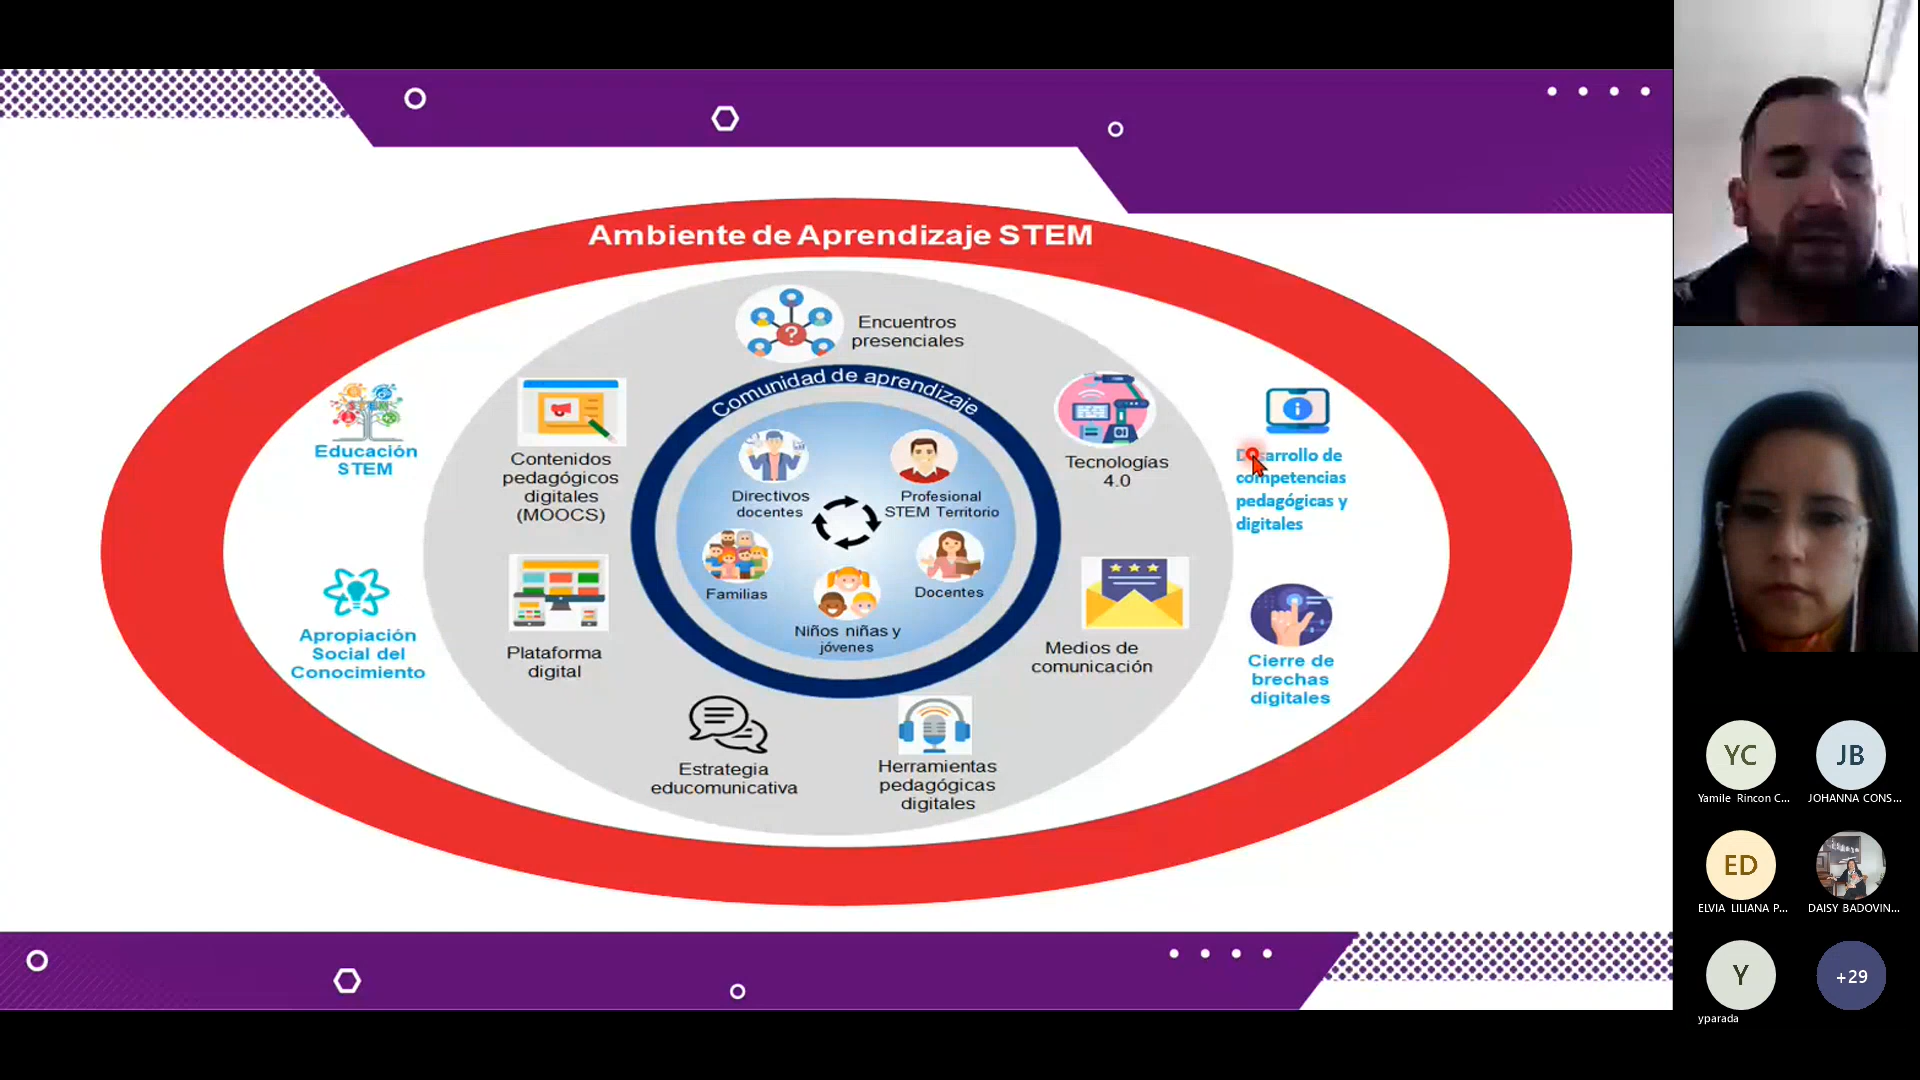 Ambiente de Aprendizaje STEM
Encuentros
presenciales
Comunidad de aprendizaje
Educación
STEM
Contenidos
pedagógicos
digitales
(MOOCS)
Directivos
docentes
Profesional
STEM Territorio
Tecnologías
4.0
Desarrollo de
competencias
pedagógicas y
digitales
Familias
Docentes
Niños niñas y
jóvenes
Apropiación
Social del
Conocimiento
Plataforma
digital
Medios de
comunicación
Cierre de
brechas
digitales
Estrategia
educomunicativa
Herramientas
pedagógicas
digitales
YC
Yamile Rincon C...
JB
JOHANNA CONS...
ED
ELVIA LILIANA P...
DAISY BADOVIN...
Y
yparada
+29